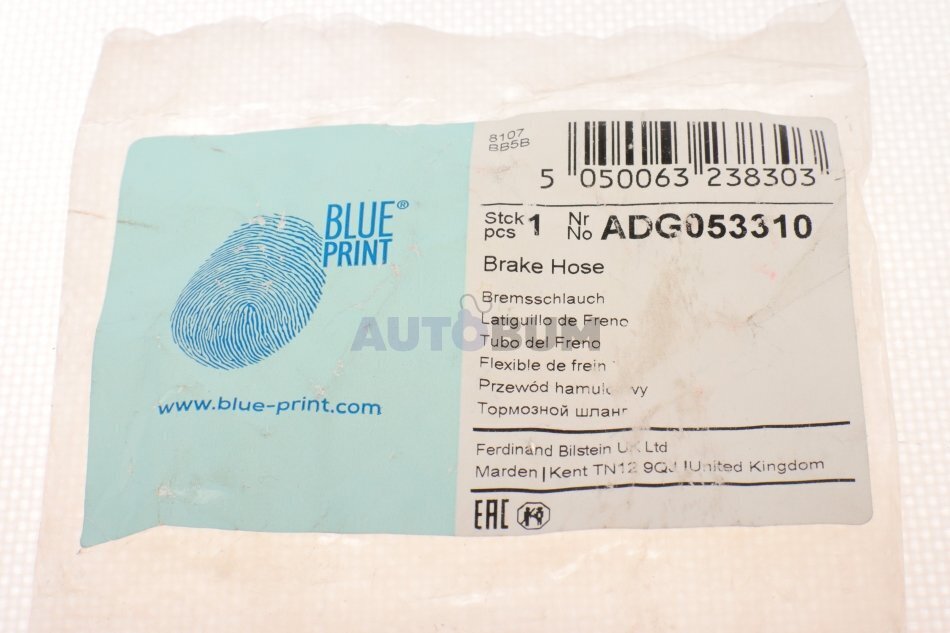 BLUE®
PRINT
www.blue-print.com
8107
BB5B
5 050063 238303
Stck pcs 1 Nr No ADG053310
Brake Hose
Bremsschlauch
Latiguillo de Freno
Tubo del Freno
Flexible de frein
Przewód
Тормозной шланг
Ferdinand Bilstein UK Ltd
Marden | Kent TN12 9QJ | United Kingdom
EAC
AUTOBUM